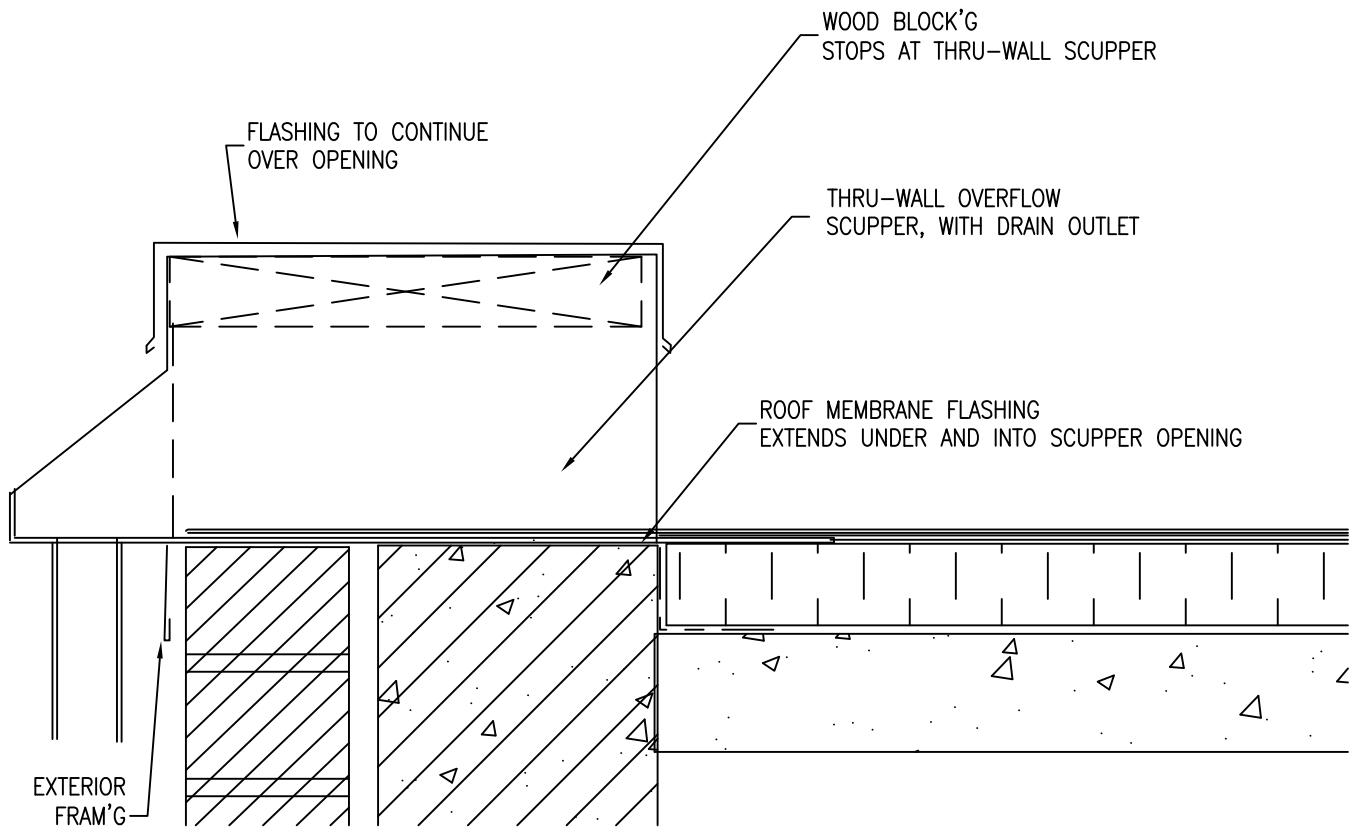 WOOD BLOCK'G
STOPS AT THRU-WALL SCUPPER
FLASHING TO CONTINUE
OVER OPENING
THRU-WALL OVERFLOW
SCUPPER, WITH DRAIN OUTLET
ROOF MEMBRANE FLASHING
EXTENDS UNDER AND INTO SCUPPER OPENING
EXTERIOR
FRAM'G